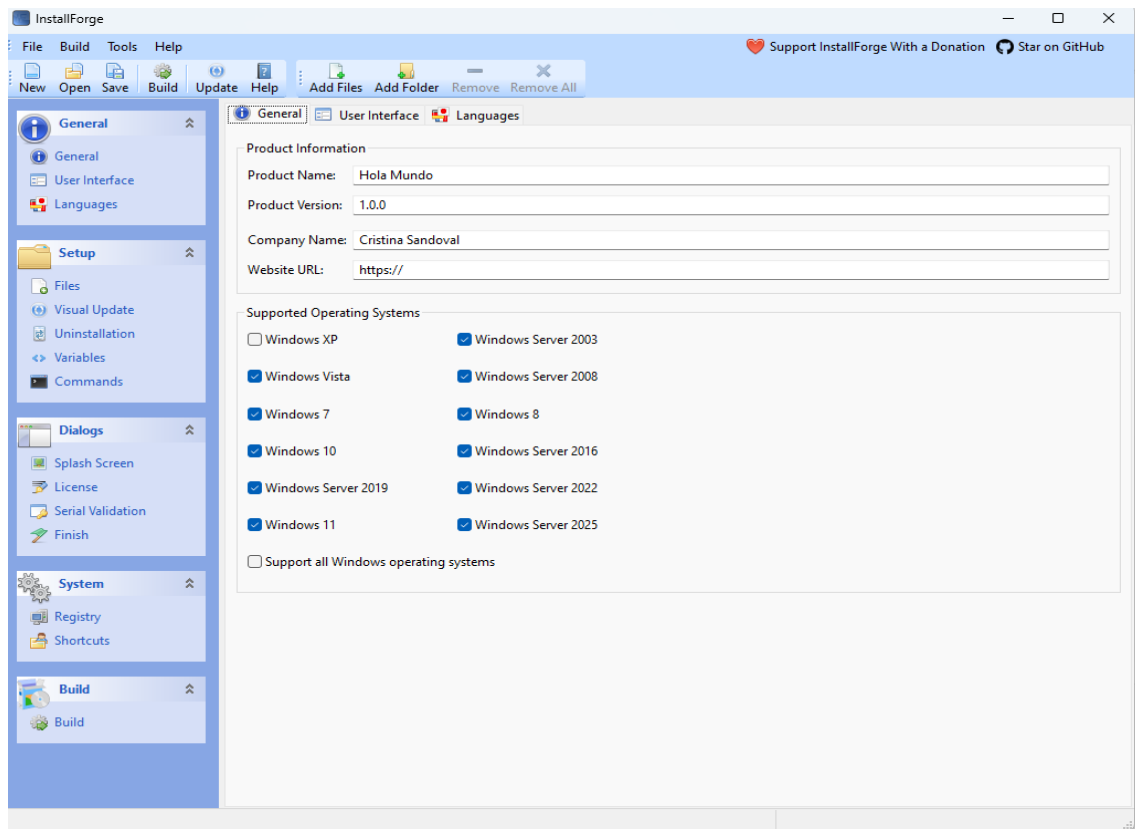 InstallForge
File Build Tools Help
Support InstallForge With a Donation Star on GitHub
New Open Save Build Update Help Add Files Add Folder Remove Remove All
General
General
User Interface
Languages
Setup
Files
Visual Update
Uninstallation
Variables
Commands
Dialogs
Splash Screen
License
Serial Validation
Finish
System
Registry
Shortcuts
Build
Build
General User Interface Languages
Product Information
Product Name: Hola Mundo
Product Version: 1.0.0
Company Name: Cristina Sandoval
Website URL: https://
Supported Operating Systems
Windows XP Windows Server 2003
Windows Vista Windows Server 2008
Windows 7 Windows 8
Windows 10 Windows Server 2016
Windows Server 2019 Windows Server 2022
Windows 11 Windows Server 2025
Support all Windows operating systems